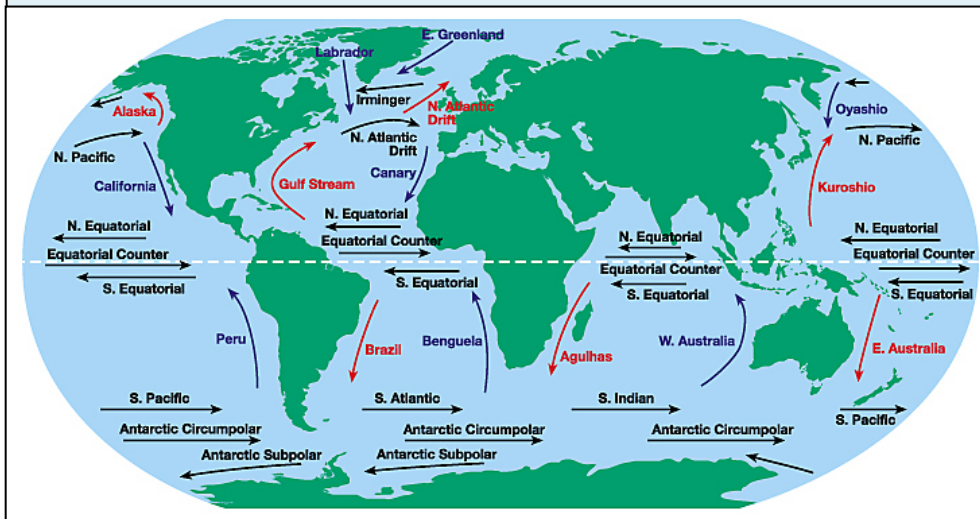 E. Greenland
Labrador
Irminger
Alaska
N. Atlantic
Drift
Oyashio
N. Pacific
N. Atlantic
Drift
N. Pacific
California
Gulf Stream
Canary
Kuroshio
N. Equatorial
N. Equatorial
N. Equatorial
N. Equatorial
Equatorial Counter
Equatorial Counter
Equatorial Counter
Equatorial Counter
S. Equatorial
S. Equatorial
S. Equatorial
S. Equatorial
Peru
Brazil
Benguela
Agulhas
W. Australia
E. Australia
S. Pacific
S. Atlantic
S. Indian
S. Pacific
Antarctic Circumpolar
Antarctic Circumpolar
Antarctic Circumpolar
Antarctic Subpolar
Antarctic Subpolar